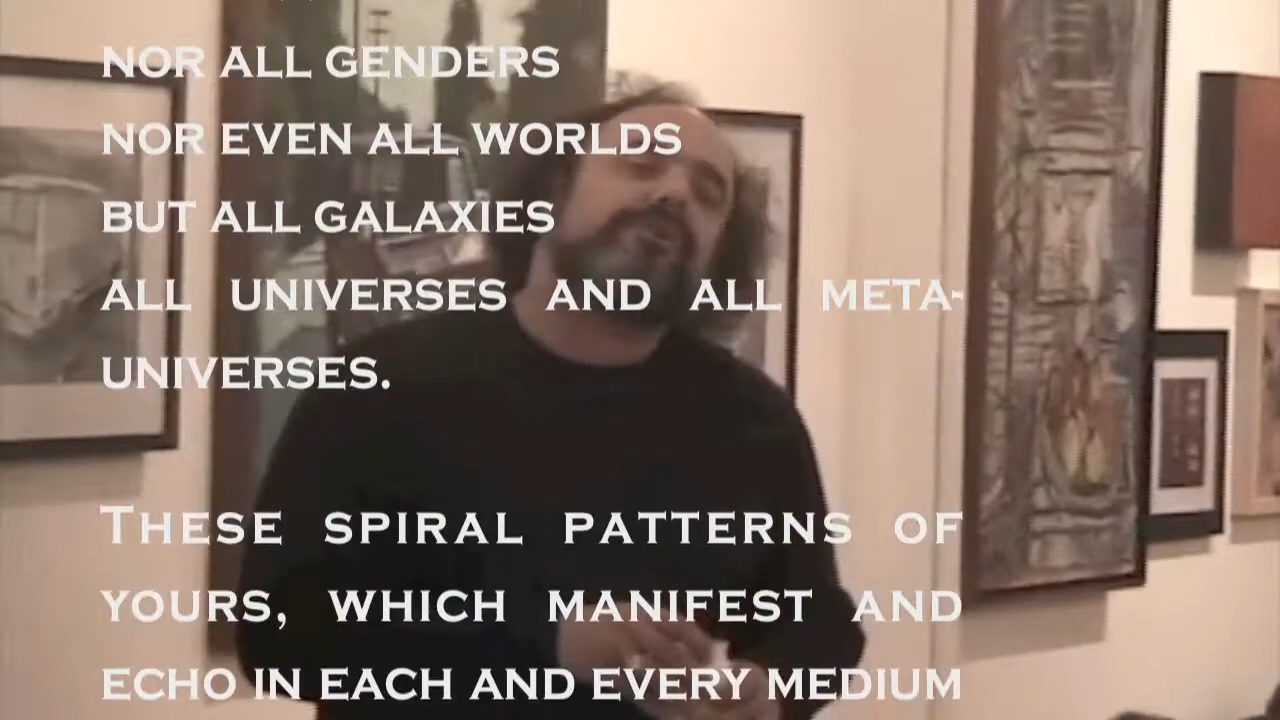 NOR ALL GENDERS
NOR EVEN ALL WORLDS
BUT ALL GALAXIES
ALL UNIVERSES AND ALL META-
UNIVERSES.
THESE SPIRAL PATTERNS OF
YOURS, WHICH MANIFEST AND
ECHO IN EACH AND EVERY MEDIUM